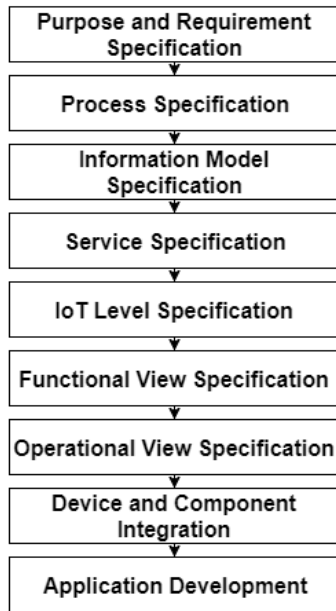 Purpose and Requirement
Specification
Process Specification
Information Model
Specification
Service Specification
IoT Level Specification
Functional View Specification
Operational View Specification
Device and Component
Integration
Application Development